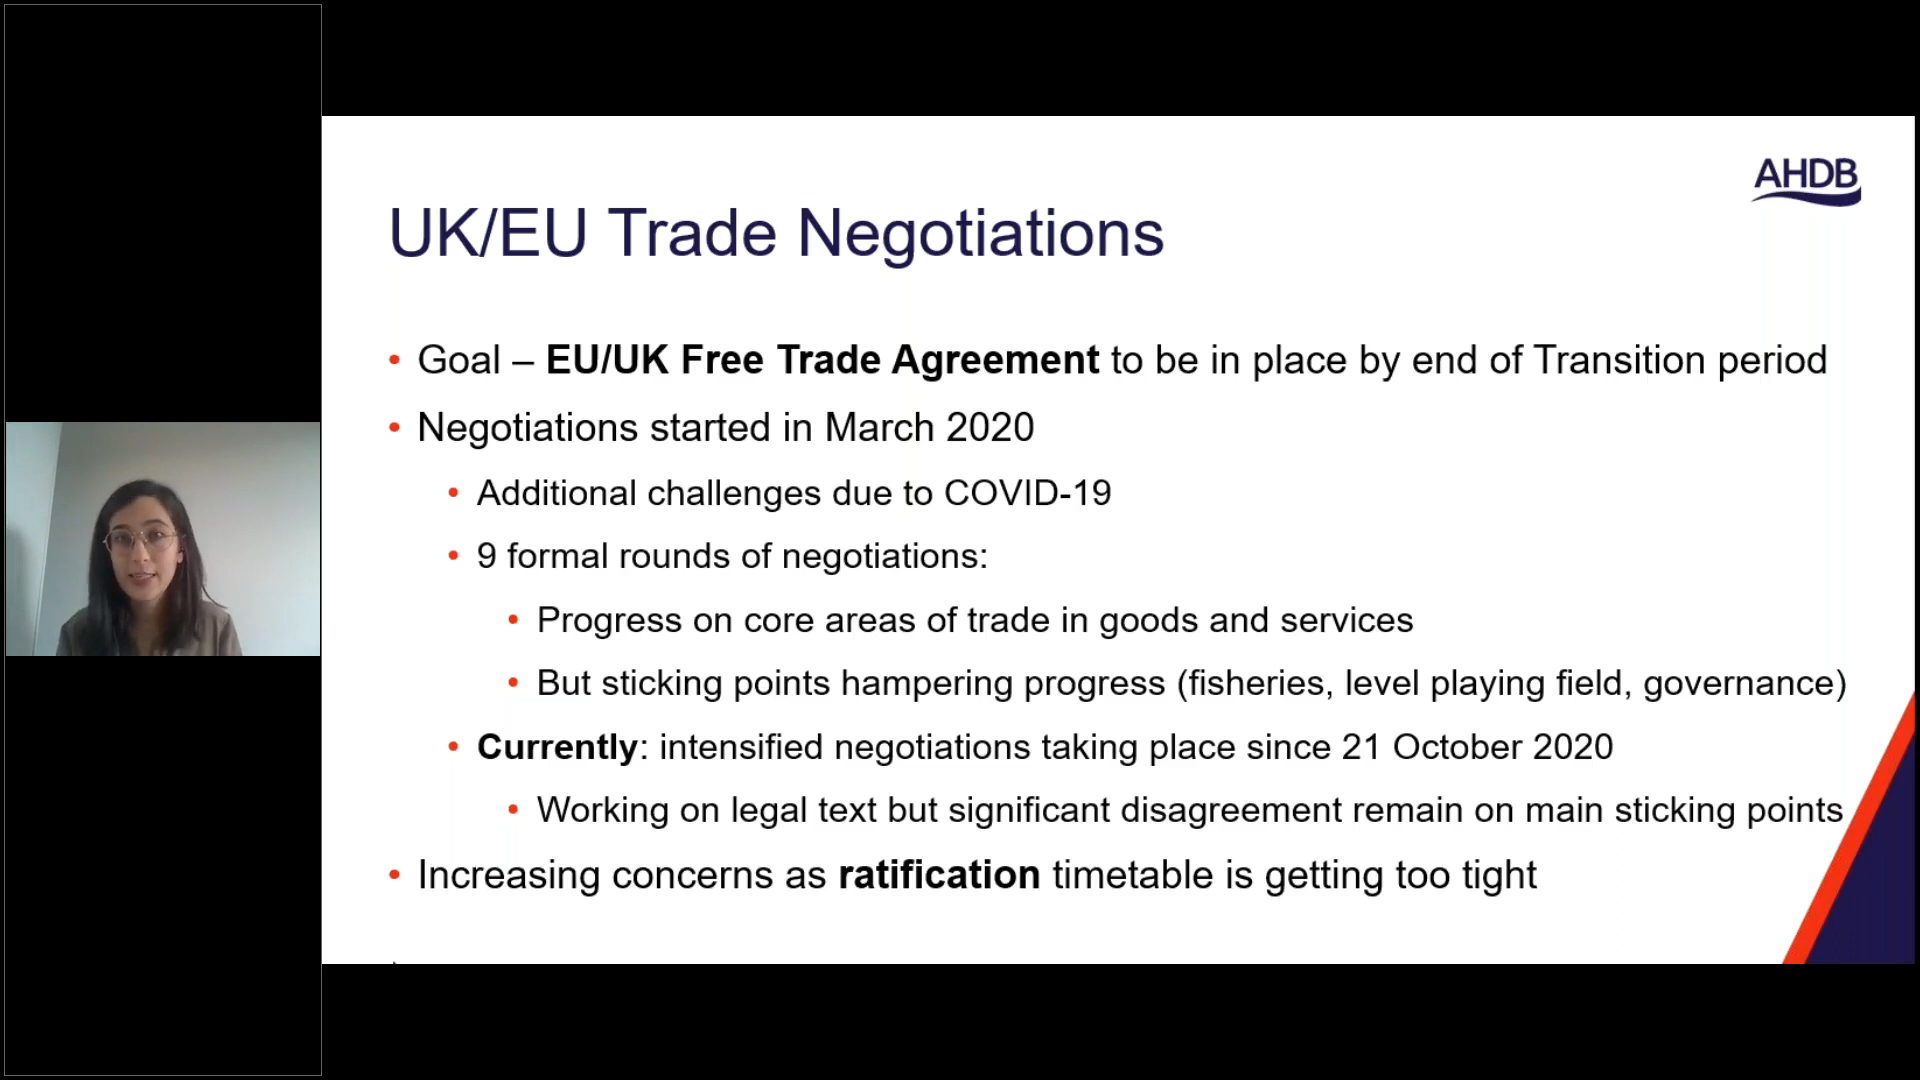 AHDB
UK/EU Trade Negotiations
• Goal – EU/UK Free Trade Agreement to be in place by end of Transition period
• Negotiations started in March 2020
• Additional challenges due to COVID-19
• 9 formal rounds of negotiations:
• Progress on core areas of trade in goods and services
• But sticking points hampering progress (fisheries, level playing field, governance)
• Currently: intensified negotiations taking place since 21 October 2020
• Working on legal text but significant disagreement remain on main sticking points
• Increasing concerns as ratification timetable is getting too tight